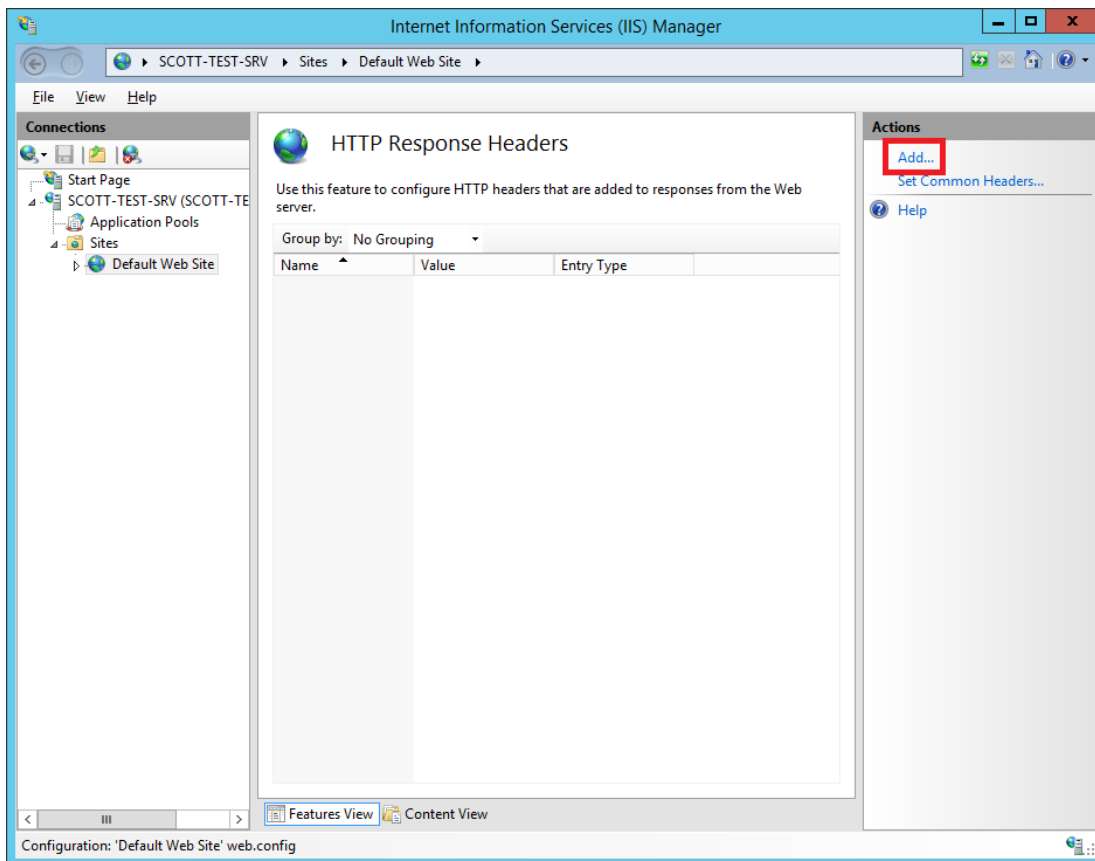 Internet Information Services (IIS) Manager
SCOTT-TEST-SRV Sites Default Web Site
File View Help
Connections
Start Page
SCOTT-TEST-SRV (SCOTT-TE
Application Pools
Sites
Default Web Site
HTTP Response Headers
Use this feature to configure HTTP headers that are added to responses from the Web
server.
Group by: No Grouping
Name Value Entry Type
Features View Content View
Actions
Add...
Set Common Headers...
Help
Configuration: 'Default Web Site' web.config